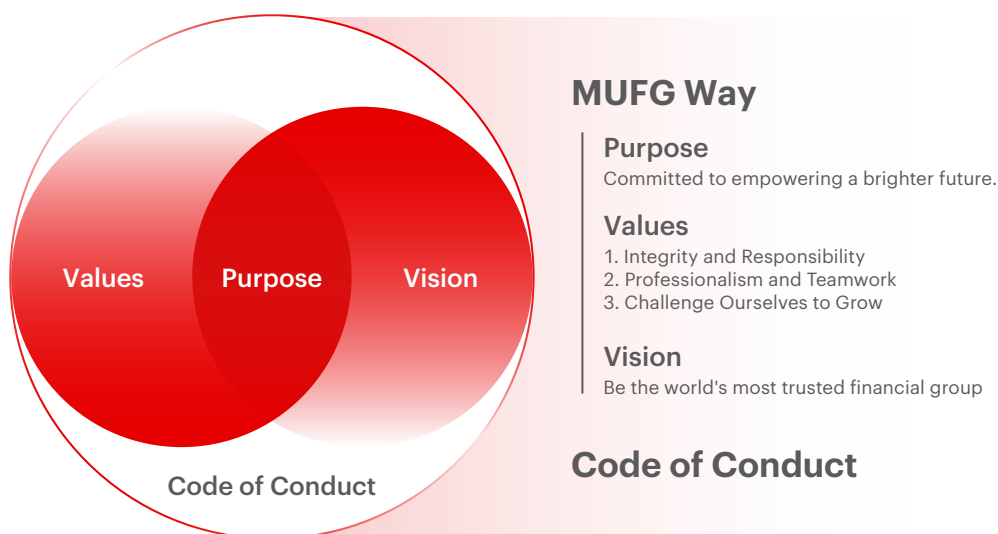 Values
Purpose
Vision
Code of Conduct
MUFG Way
Purpose
Committed to empowering a brighter future.
Values
1. Integrity and Responsibility
2. Professionalism and Teamwork
3. Challenge Ourselves to Grow
Vision
Be the world's most trusted financial group
Code of Conduct